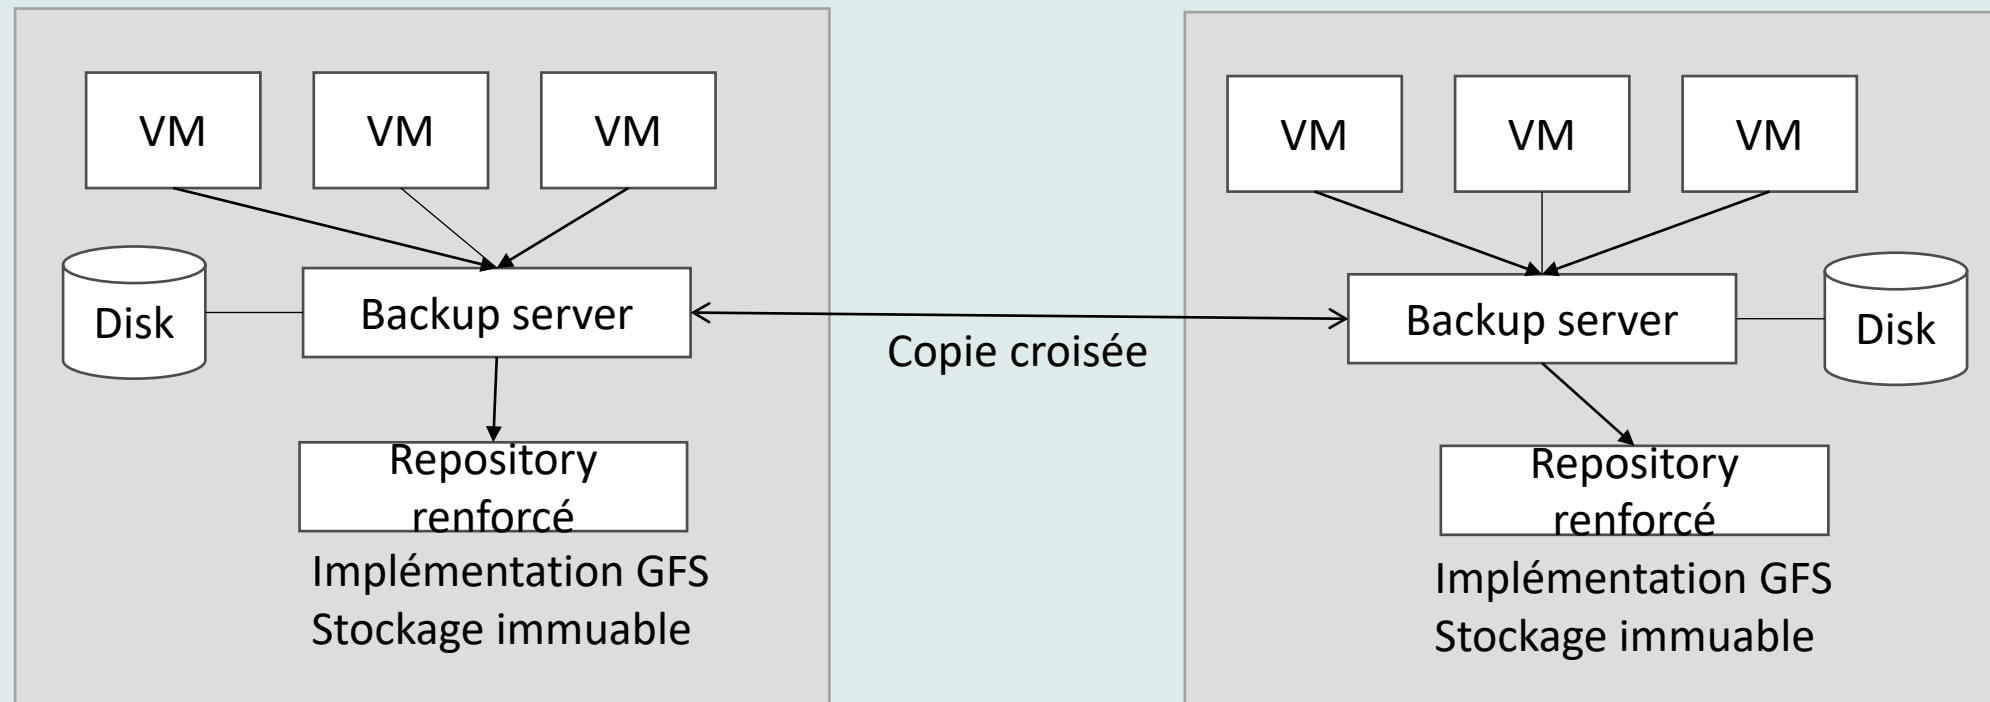 VM
VM
VM
Disk
Backup server
Repository
renforcé
Implémentation GFS
Stockage immuable
Copie croisée
VM
VM
VM
Backup server
Disk
Repository
renforcé
Implémentation GFS
Stockage immuable